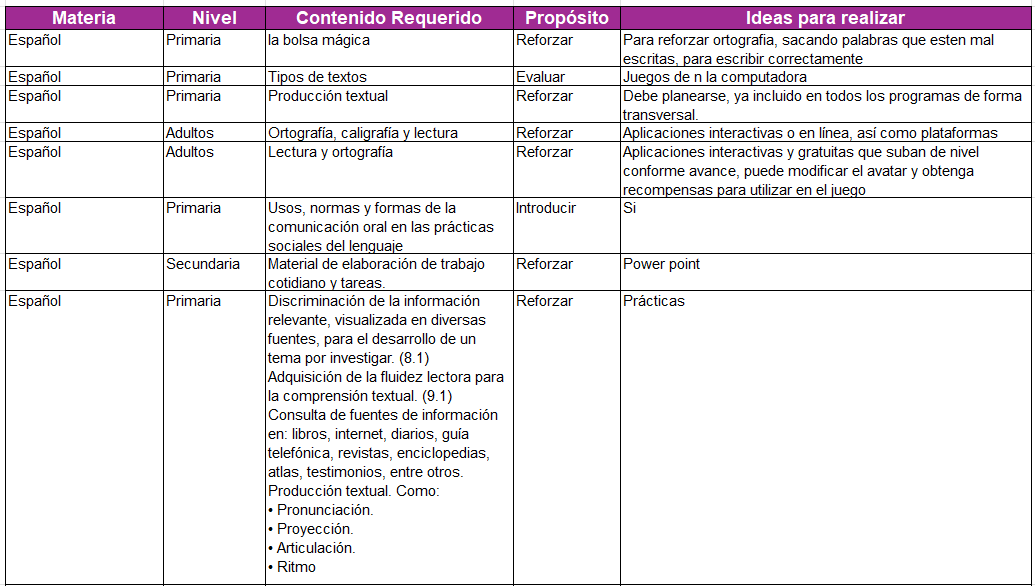 Materia Nivel Contenido Requerido Propósito Ideas para realizar
Español Primaria la bolsa mágica Reforzar Para reforzar ortografia, sacando palabras que esten mal
escritas, para escribir correctamente
Español Primaria Tipos de textos Evaluar Juegos de n la computadora
Español Primaria Producción textual Reforzar Debe planearse, ya incluido en todos los programas de forma
transversal.
Español Adultos Ortografía, caligrafía y lectura Reforzar Aplicaciones interactivas o en línea, así como plataformas
Español Adultos Lectura y ortografía Reforzar Aplicaciones interactivas y gratuitas que suban de nivel
conforme avance, puede modificar el avatar y obtenga
recompensas para utilizar en el juego
Español Primaria Usos, normas y formas de la Introducir Si
comunicación oral en las prácticas
sociales del lenguaje
Español Secundaria Material de elaboración de trabajo Reforzar Power point
cotidiano y tareas.
Español Primaria Discriminación de la información Reforzar Prácticas
relevante, visualizada en diversas
fuentes, para el desarrollo de un
tema por investigar. (8.1)
Adquisición de la fluidez lectora para
la comprensión textual. (9.1)
Consulta de fuentes de información
en: libros, internet, diarios, guía
telefónica, revistas, enciclopedias,
atlas, testimonios, entre otros.
Producción textual. Como:
• Pronunciación.
• Proyección.
• Articulación.
• Ritmo